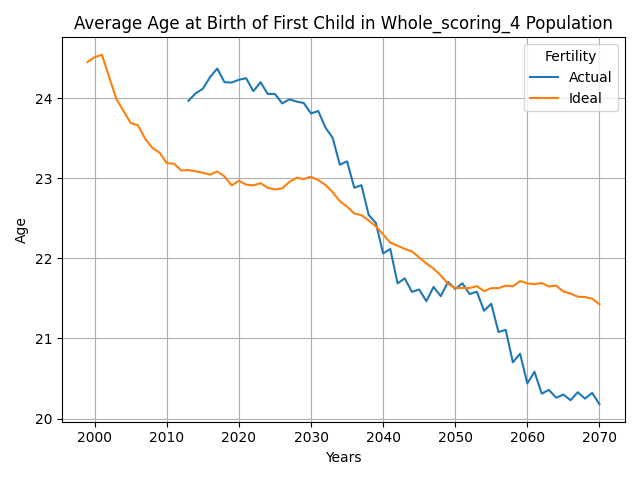 Average Age at Birth of First Child in Whole_scoring_4 Population
Fertility
Actual
Ideal
24
23
22
21
20
Age
2000 2010 2020 2030 2040 2050 2060 2070
Years